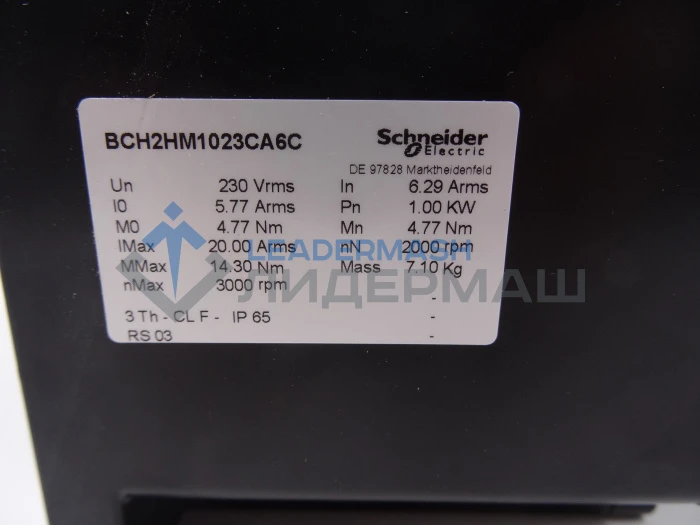 BCH2HM1023CA6C
Schneider
Electric
DE 97828 Marktheidenfeld
Un 230 Vrms In 6.29 Arms
I0 5.77 Arms Pn 1.00 KW
M0 4.77 Nm Mn 4.77 Nm
IMax 20.00 Arms nN 2000 rpm
MMax 14.30 Nm Mass 7.10 Kg
nMax 3000 rpm -
3 Th - CL F - IP 65 -
RS 03 -
LEADERMASH
ЛИДЕРМАШ